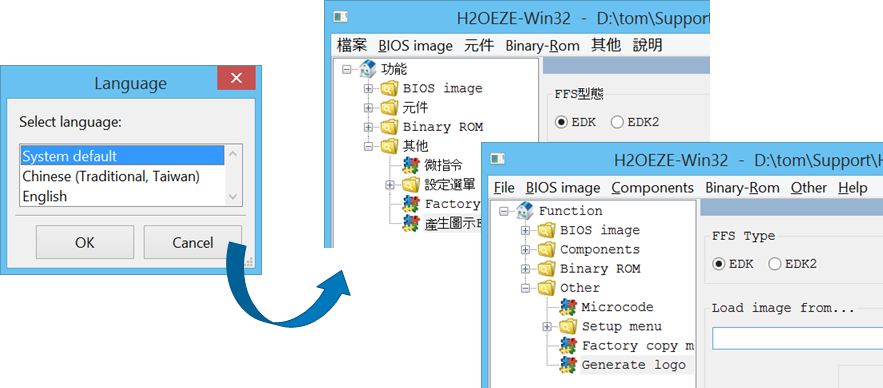 Language
Select language:
System default
Chinese (Traditional, Taiwan)
English
OK
Cancel
H2OEZE-Win32 - D:\tom\Support
檔案 BIOS image 元件 Binary-Rom 其他 說明
功能
BIOS image
元件
Binary ROM
其他
微指令
設定選單
Factory
產生圖示
FFS型態
EDK EDK2
H2OEZE-Win32 - D:\tom\Support\H
File BIOS image Components Binary-Rom Other Help
Function
BIOS image
Components
Binary ROM
Other
Microcode
Setup menu
Factory copy m
Generate logo
FFS Type
EDK EDK2
Load image from...